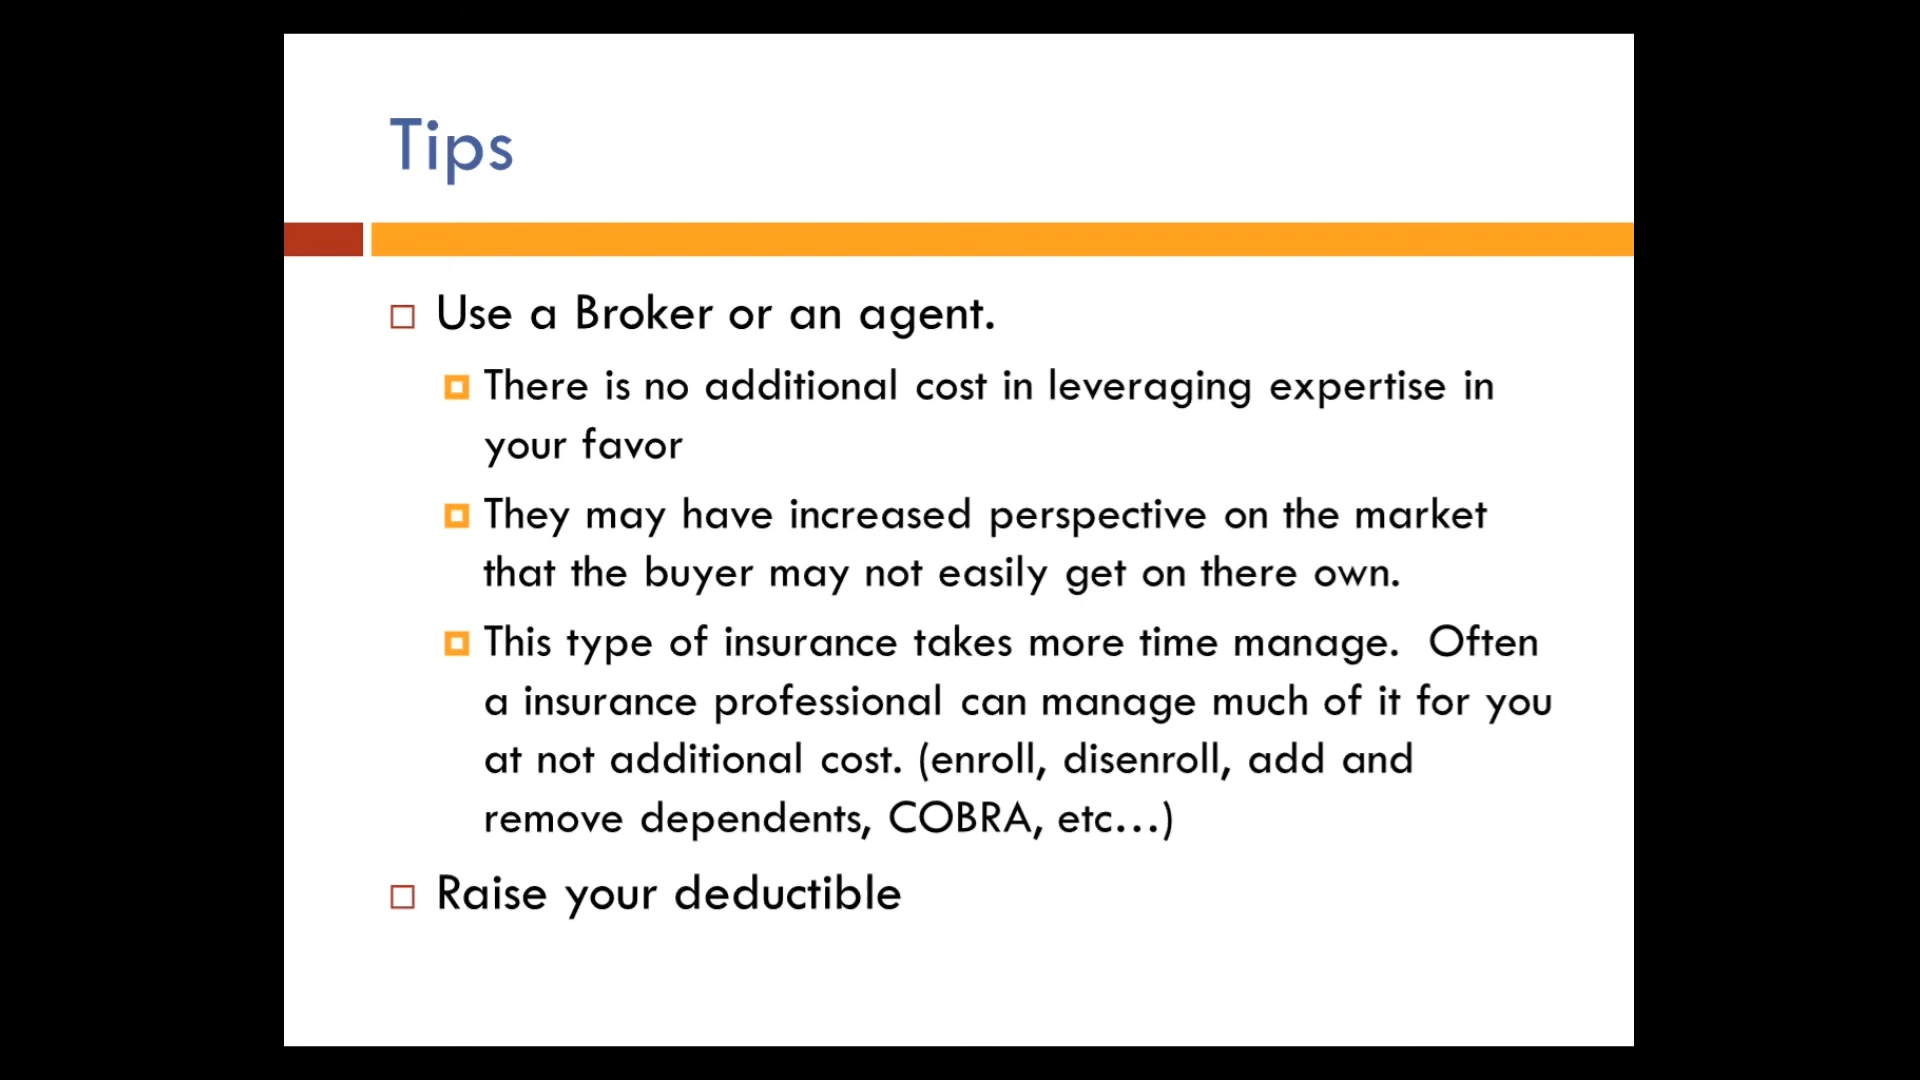 Tips
Use a Broker or an agent.
There is no additional cost in leveraging expertise in
your favor
They may have increased perspective on the market
that the buyer may not easily get on there own.
This type of insurance takes more time manage.  Often
a insurance professional can manage much of it for you
at not additional cost. (enroll, disenroll, add and
remove dependents, COBRA, etc...)
Raise your deductible